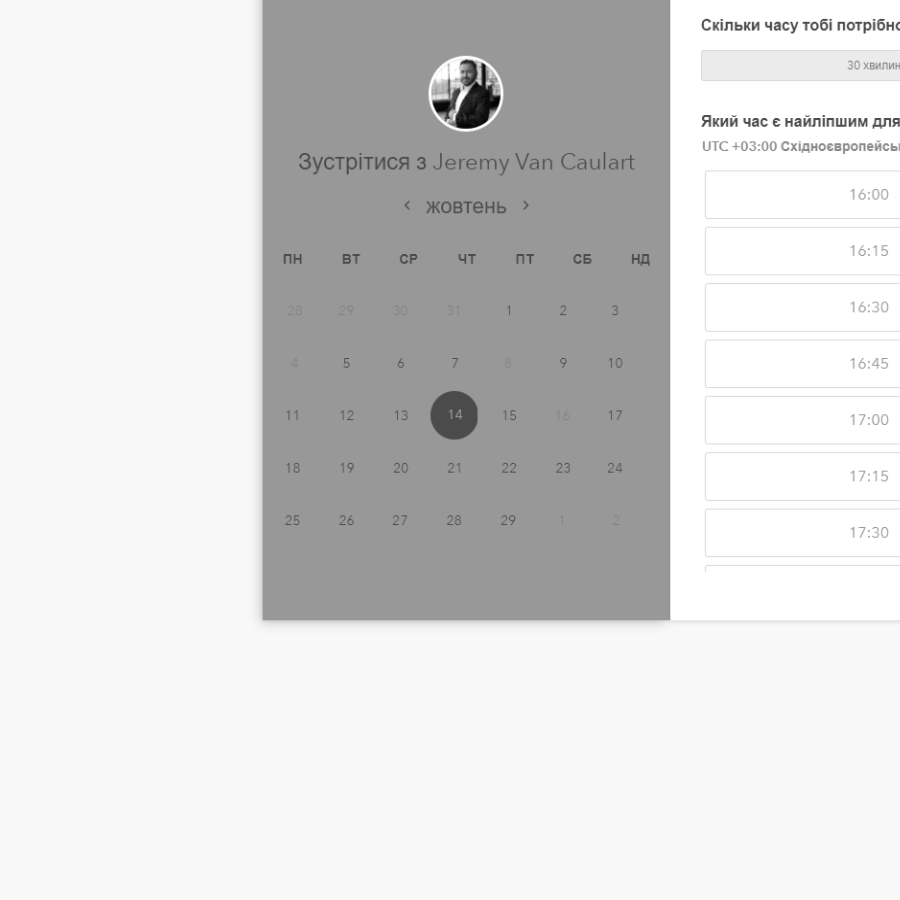 Зустрітися з Jeremy Van Caulart
жовтень
ПН ВТ СР ЧТ ПТ СБ НД
28 29 30 31 1 2 3
4 5 6 7 8 9 10
11 12 13 14 15 16 17
18 19 20 21 22 23 24
25 26 27 28 29 1 2
Скільки часу тобі
30
Який час є найліпшим для
UTC +03:00
16:00
16:15
16:30
16:45
17:00
17:15
17:30